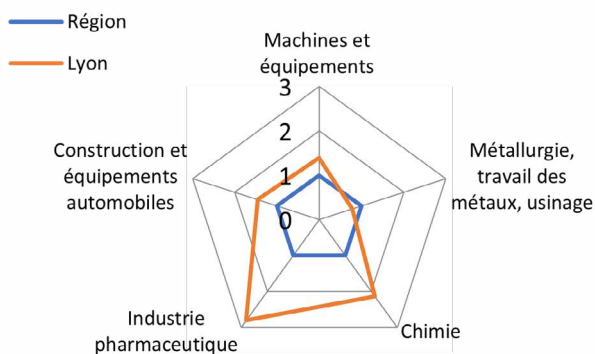 Région
Lyon
Machines et
équipements
3
2
1
0
Construction et
équipements
automobiles
Métallurgie,
travail des
métaux, usinage
Industrie
pharmaceutique
Chimie